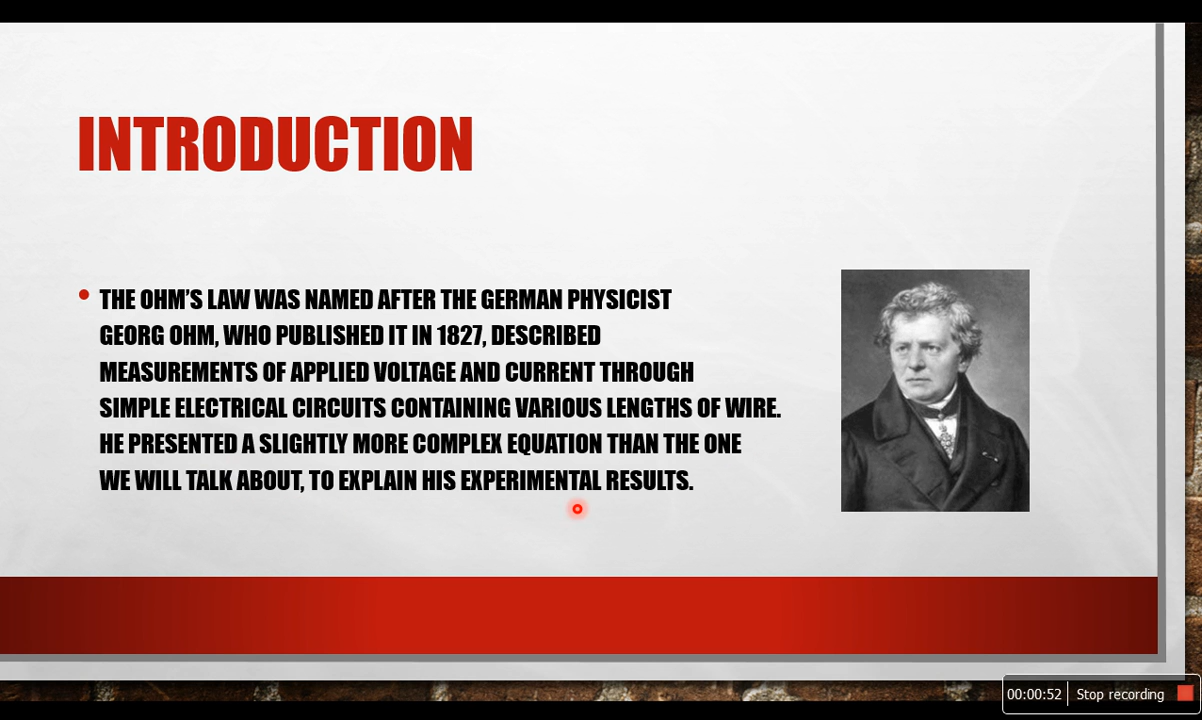 INTRODUCTION
• THE OHM’S LAW WAS NAMED AFTER THE GERMAN PHYSICIST
GEORG OHM, WHO PUBLISHED IT IN 1827, DESCRIBED
MEASUREMENTS OF APPLIED VOLTAGE AND CURRENT THROUGH
SIMPLE ELECTRICAL CIRCUITS CONTAINING VARIOUS LENGTHS OF WIRE.
HE PRESENTED A SLIGHTLY MORE COMPLEX EQUATION THAN THE ONE
WE WILL TALK ABOUT, TO EXPLAIN HIS EXPERIMENTAL RESULTS.
00:00:52 Stop recording